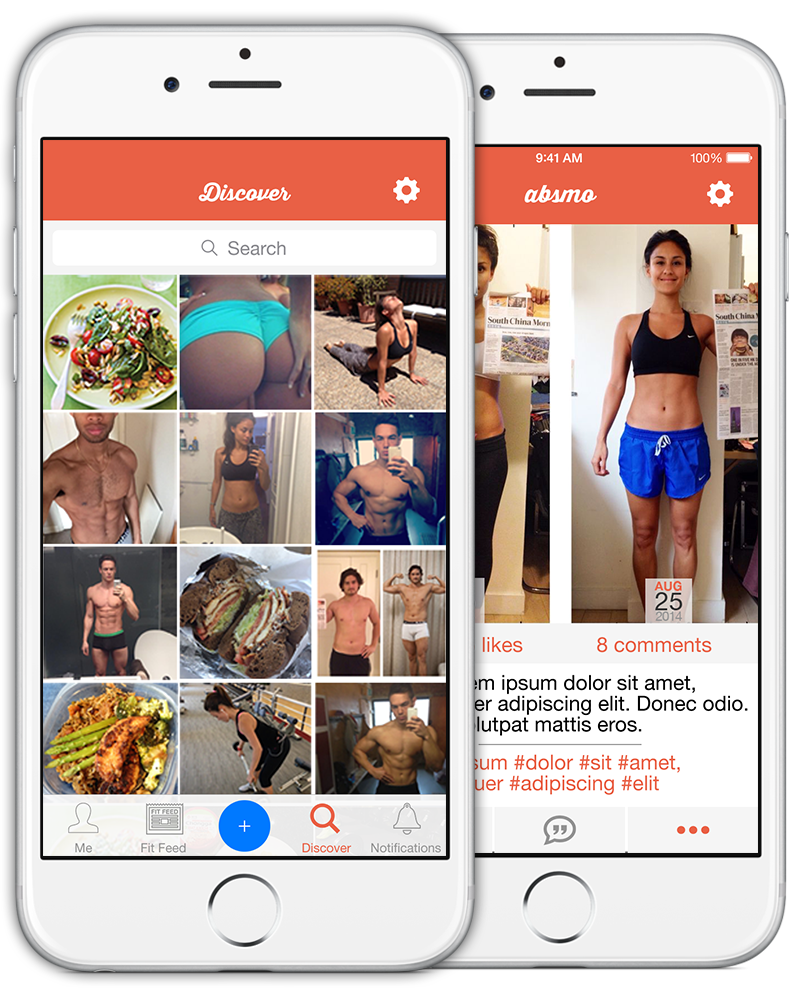 Discover
Search
FIT FEED
Me
Fit Feed
+
Discover
Notifications
9:41 AM
100%
absmo
South China Morn
South China M
AUG
25
2014
likes
8 comments
em ipsum dolor sit amet,
er adipiscing elit. Donec odio.
lutpat mattis eros.
sum #dolor #sit #amet,
uer #adipiscing #elit